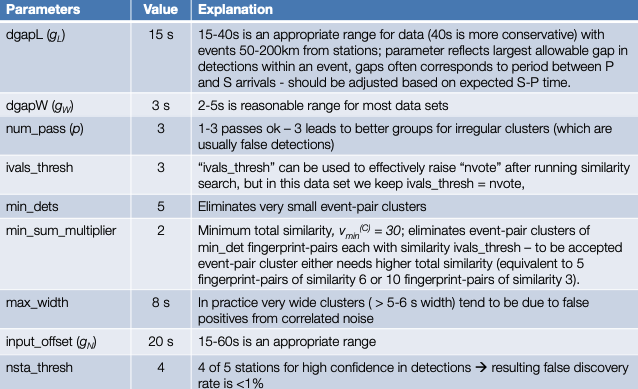 Parameters Value Explanation
dgapL (gL) 15 s 15-40s is an appropriate range for data (40s is more conservative) with
events 50-200km from stations; parameter reflects largest allowable gap in
detections within an event, gaps often corresponds to period between P
and S arrivals - should be adjusted based on expected S-P time.
dgapW (gW) 3 s 2-5s is reasonable range for most data sets
num_pass (p) 3 1-3 passes ok – 3 leads to better groups for irregular clusters (which are
usually false detections)
ivals_thresh 3 “ivals_thresh” can be used to effectively raise “nvote” after running similarity
search, but in this data set we keep ivals_thresh = nvote,
min_dets 5 Eliminates very small event-pair clusters
min_sum_multiplier 2 Minimum total similarity, vmin(C) = 30; eliminates event-pair clusters of
min_det fingerprint-pairs each with similarity ivals_thresh – to be accepted
event-pair cluster either needs higher total similarity (equivalent to 5
fingerprint-pairs of similarity 6 or 10 fingerprint-pairs of similarity 3).
max_width 8 s In practice very wide clusters ( > 5-6 s width) tend to be due to false
positives from correlated noise
input_offset (gN) 20 s 15-60s is an appropriate range
nsta_thresh 4 4 of 5 stations for high confidence in detections → resulting false discovery
rate is <1%